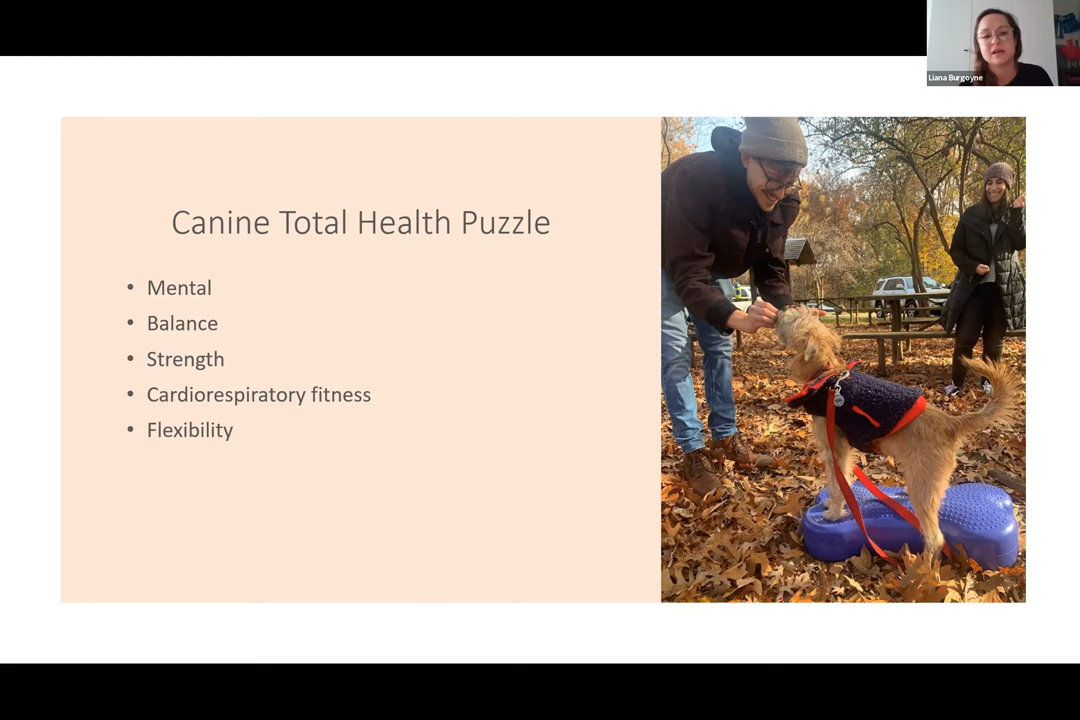 Liana Burgoyne
Canine Total Health Puzzle
• Mental
• Balance
• Strength
• Cardiorespiratory fitness
• Flexibility